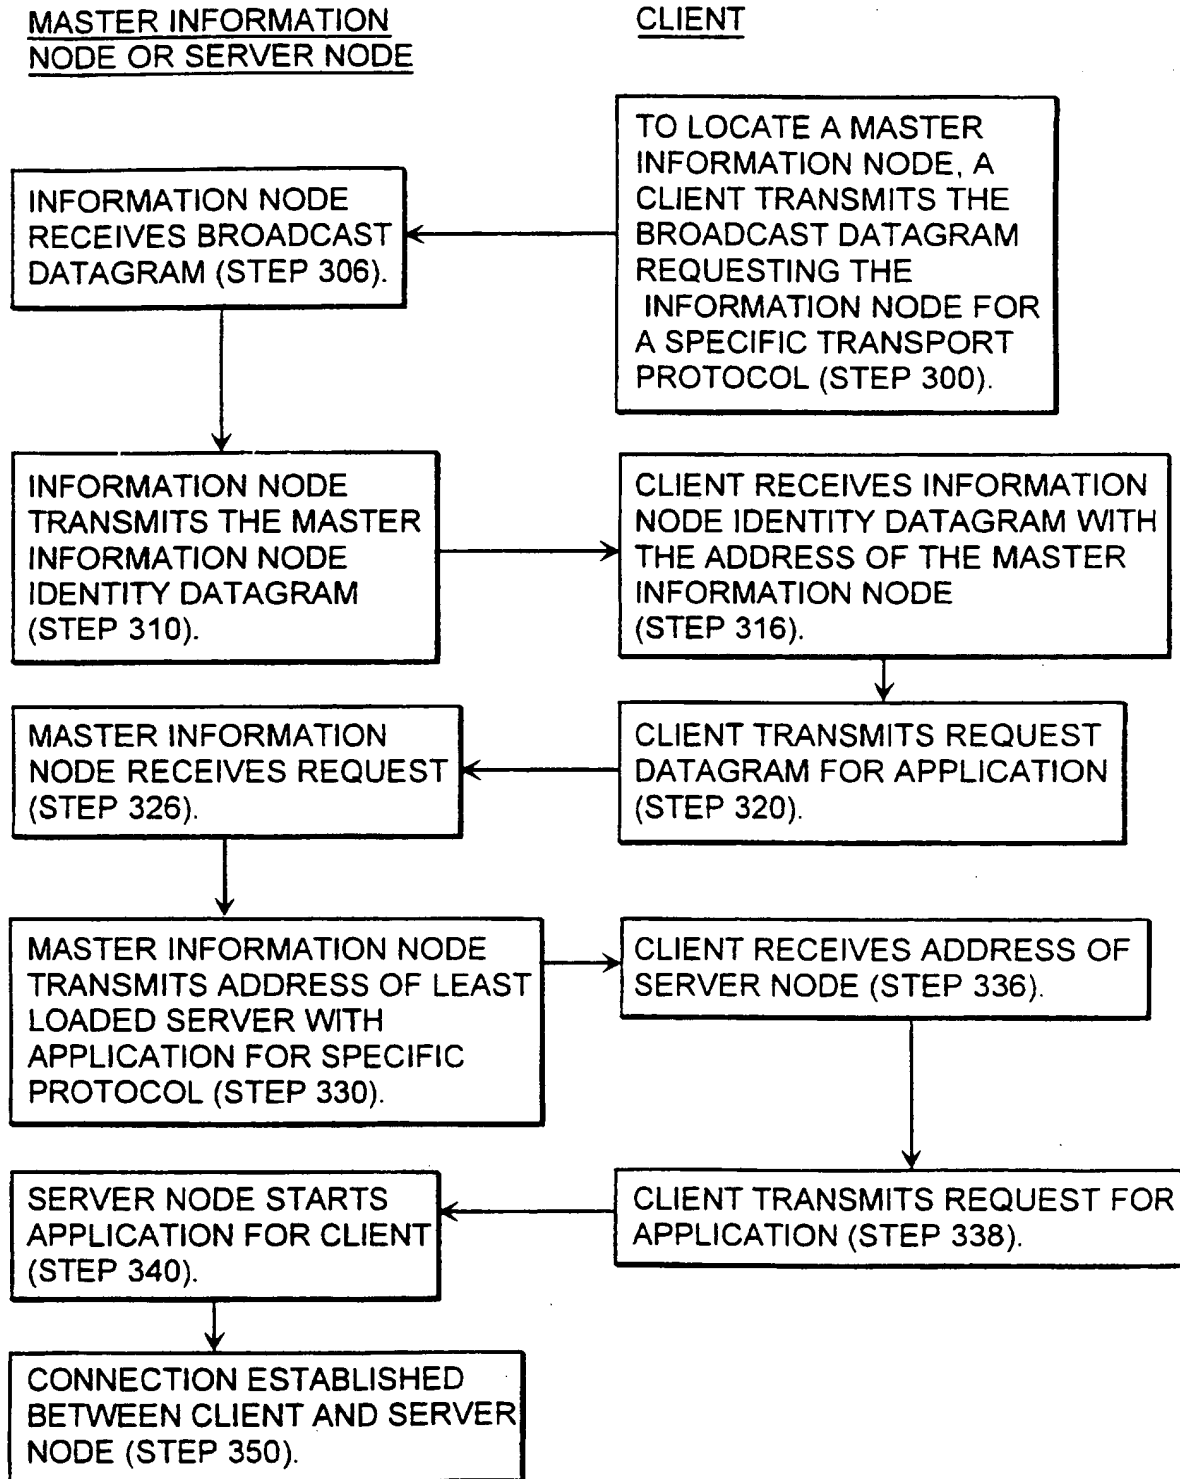 MASTER INFORMATION
NODE OR SERVER NODE
CLIENT
TO LOCATE A MASTER
INFORMATION NODE, A
CLIENT TRANSMITS THE
BROADCAST DATAGRAM
REQUESTING THE
INFORMATION NODE FOR
A SPECIFIC TRANSPORT
PROTOCOL (STEP 300).
INFORMATION NODE
RECEIVES BROADCAST
DATAGRAM (STEP 306).
INFORMATION NODE
TRANSMITS THE MASTER
INFORMATION NODE
IDENTITY DATAGRAM
(STEP 310).
CLIENT RECEIVES INFORMATION
NODE IDENTITY DATAGRAM WITH
THE ADDRESS OF THE MASTER
INFORMATION NODE
(STEP 316).
CLIENT TRANSMITS REQUEST
DATAGRAM FOR APPLICATION
(STEP 320).
MASTER INFORMATION
NODE RECEIVES REQUEST
(STEP 326).
MASTER INFORMATION NODE
TRANSMITS ADDRESS OF LEAST
LOADED SERVER WITH
APPLICATION FOR SPECIFIC
PROTOCOL (STEP 330).
CLIENT RECEIVES ADDRESS OF
SERVER NODE (STEP 336).
CLIENT TRANSMITS REQUEST FOR
APPLICATION (STEP 338).
SERVER NODE STARTS
APPLICATION FOR CLIENT
(STEP 340).
CONNECTION ESTABLISHED
BETWEEN CLIENT AND SERVER
NODE (STEP 350).